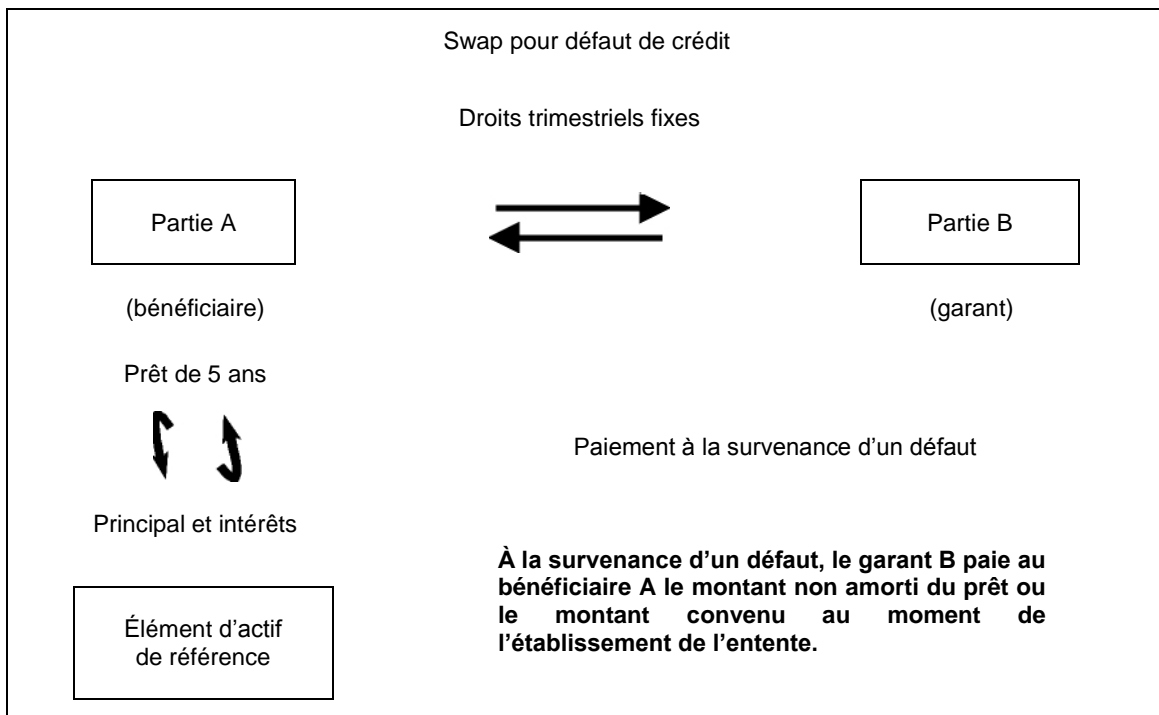 Swap pour défaut de crédit
Droits trimestriels fixes
Partie A
Partie B
(bénéficiaire)
(garant)
Prêt de 5 ans
Paiement à la survenance d’un défaut
Principal et intérêts
À la survenance d’un défaut, le garant B paie au
bénéficiaire A le montant non amorti du prêt ou
le montant convenu au moment de
l’établissement de l’entente.
Élément d’actif
de référence